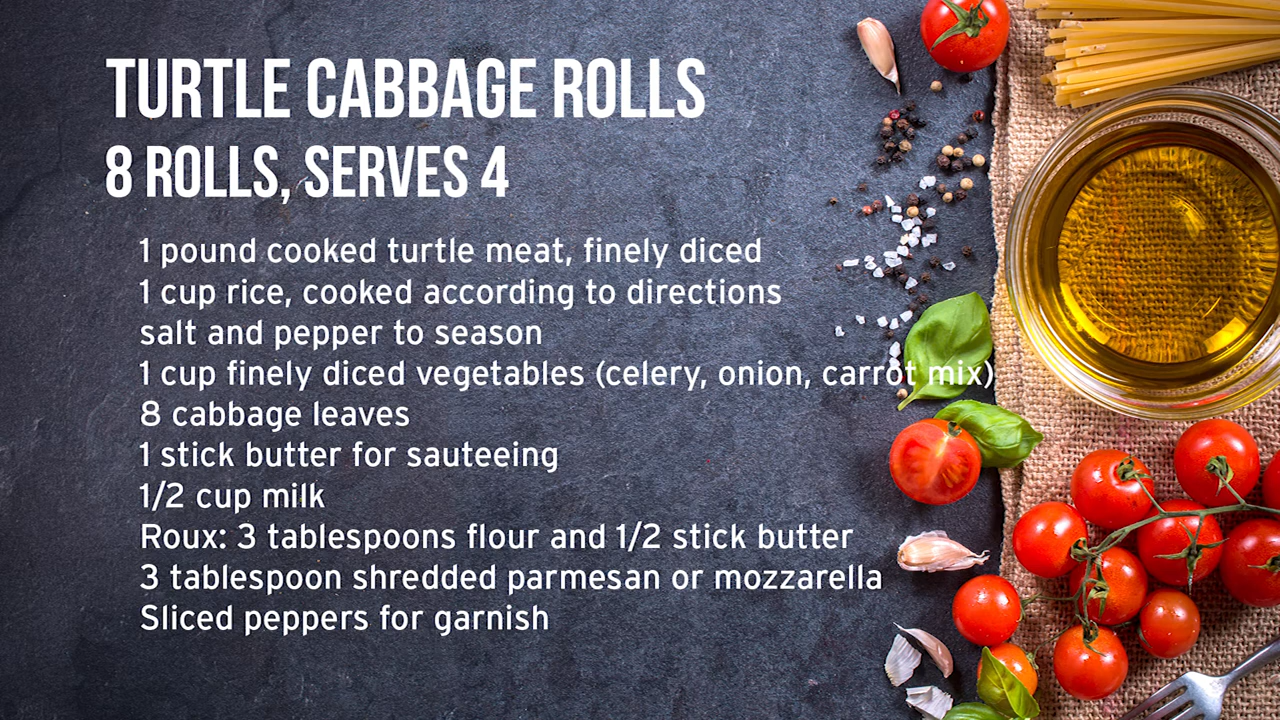 TURTLE CABBAGE ROLLS
8 ROLLS, SERVES 4
1 pound cooked turtle meat, finely diced
1 cup rice, cooked according to directions
salt and pepper to season
1 cup finely diced vegetables (celery, onion, carrot mix)
8 cabbage leaves
1 stick butter for sauteeing
1/2 cup milk
Roux: 3 tablespoons flour and 1/2 stick butter
3 tablespoon shredded parmesan or mozzarella
Sliced peppers for garnish